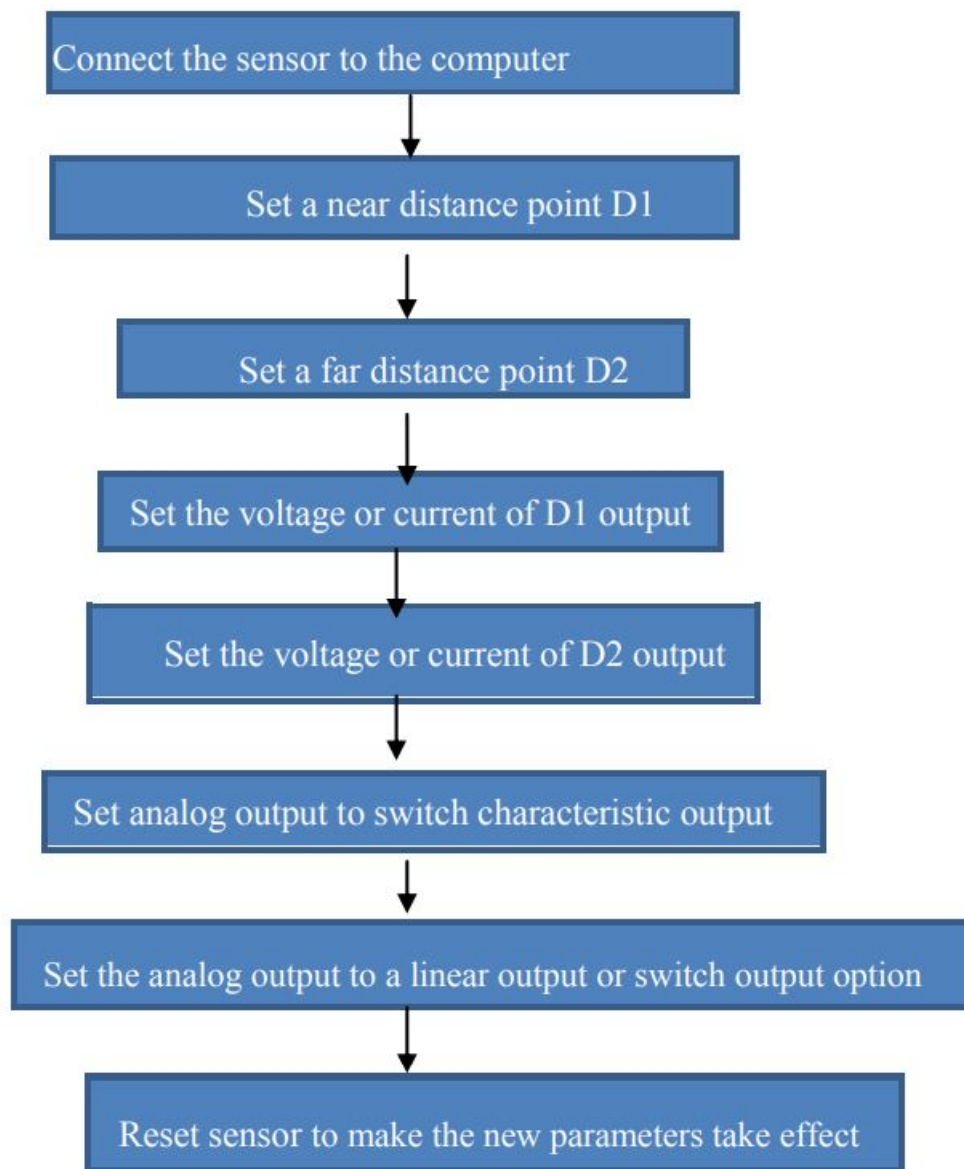 Connect the sensor to the computer
Set a near distance point D1
Set a far distance point D2
Set the voltage or current of D1 output
Set the voltage or current of D2 output
Set analog output to switch characteristic output
Set the analog output to a linear output or switch output option
Reset sensor to make the new parameters take effect